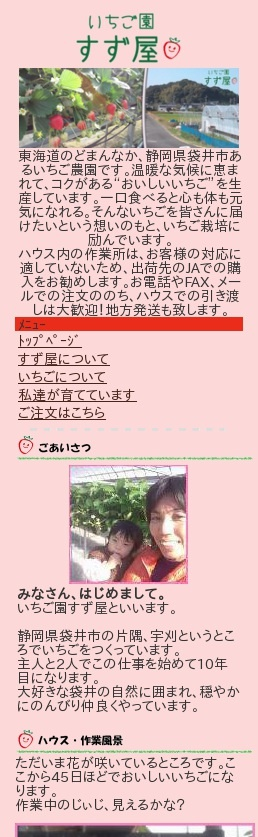 いちご園
すず屋
いちご園
すず屋
東海道のどまんなか、静岡県袋井市あ
るいちご農園です。温暖な気候に恵ま
れて、コクがある“おいしいいちご”を生
産しています。一口食べると心も体も元
気になれる。そんないちごを皆さんに届
けたいという想いのもと、いちご栽培に
励んでいます。
ハウス内の作業所は、お客様の対応に
適していないため、出荷先のJAでの購
入をお勧めします。お電話やFAX、メー
ルでの注文ののち、ハウスでの引き渡
しは大歓迎!地方発送も致します。
ﾒﾆｭｰ
ﾄｯﾌﾟﾍﾟｰｼﾞ
すず屋について
いちごについて
私達が育てています
ご注文はこちら
ごあいさつ
みなさん、はじめまして。
いちご園すず屋といいます。
静岡県袋井市の片隅、宇刈というとこ
ろでいちごをつくっています。
主人と2人でこの仕事を始めて10年
目になります。
大好きな袋井の自然に囲まれ、穏やか
にのんびり仲良くやっています。
ハウス・作業風景
ただいま花が咲いているところです。こ
こから45日ほどでおいしいいちごにな
ります。
作業中のじいじ、見えるかな?